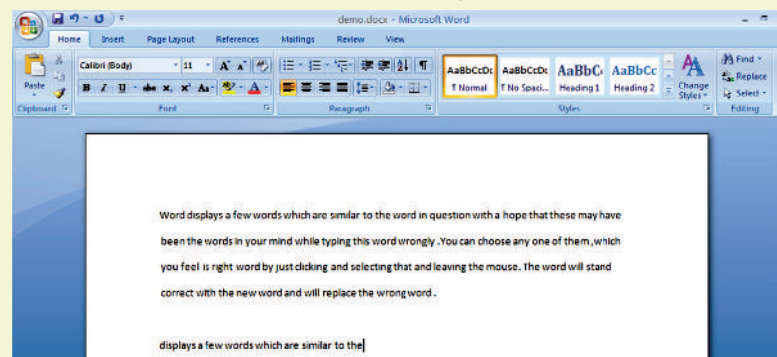 demo.docx - Microsoft Word
Home Insert Page Layout References Mailings Review View
Calibri (Body) 11 A A Aa
Paste B I U abe x, x² Aa A
AaBbCcDc AaBbCcDc AaBbC AaBbCc
¶ Normal ¶ No Spaci... Heading 1 Heading 2 Change Styles
Find
Replace
Select
Clipboard Font Paragraph Styles Editing
Word displays a few words which are similar to the word in question with a hope that these may have
been the words in your mind while typing this word wrongly .You can choose any one of them ,which
you feel is right word by just clicking and selecting that and leaving the mouse. The word will stand
correct with the new word and will replace the wrong word .
displays a few words which are similar to the